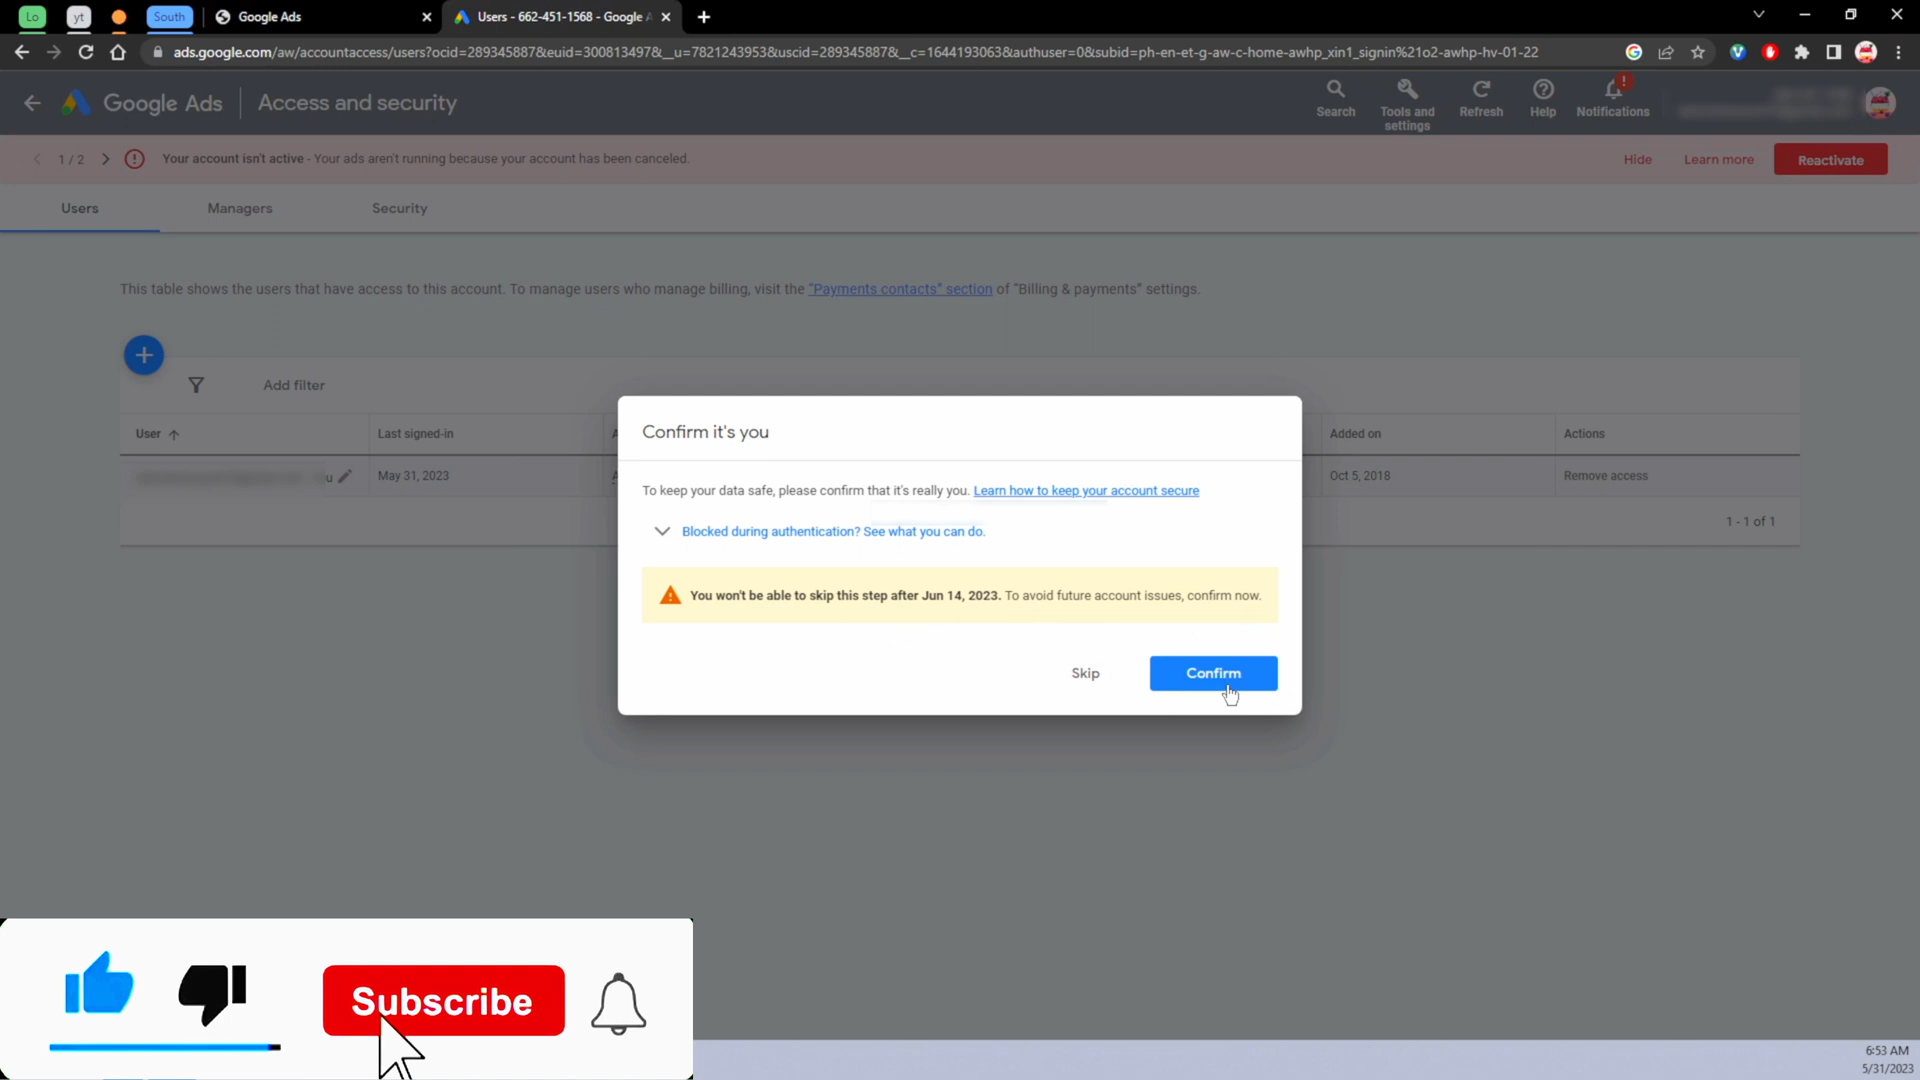 Lo
yt
South
Google Ads
Users - 662-451-1568 - Google A
ads.google.com/aw/accountaccess/users?ocid=289345887&euid=300813497&__u=7821243953&uscid=289345887&__c=1644193063&authuser=0&subid=ph-en-et-g-aw-c-home-awhp_xin1_signin%21o2-awhp-hv-01-22
Google Ads
Access and security
Search
Tools and settings
Refresh
Help
Notifications
1 / 2
Your account isn't active - Your ads aren't running because your account has been canceled.
Hide
Learn more
Reactivate
Users
Managers
Security
This table shows the users that have access to this account. To manage users who manage billing, visit the "Payments contacts" section of "Billing & payments" settings.
Add filter
User
Last signed-in
A
Added on
Actions
u
May 31, 2023
A
Oct 5, 2018
Remove access
1 - 1 of 1
Confirm it's you
To keep your data safe, please confirm that it's really you. Learn how to keep your account secure
Blocked during authentication? See what you can do.
You won't be able to skip this step after Jun 14, 2023. To avoid future account issues, confirm now.
Skip
Confirm
Subscribe
6:53 AM
5/31/2023